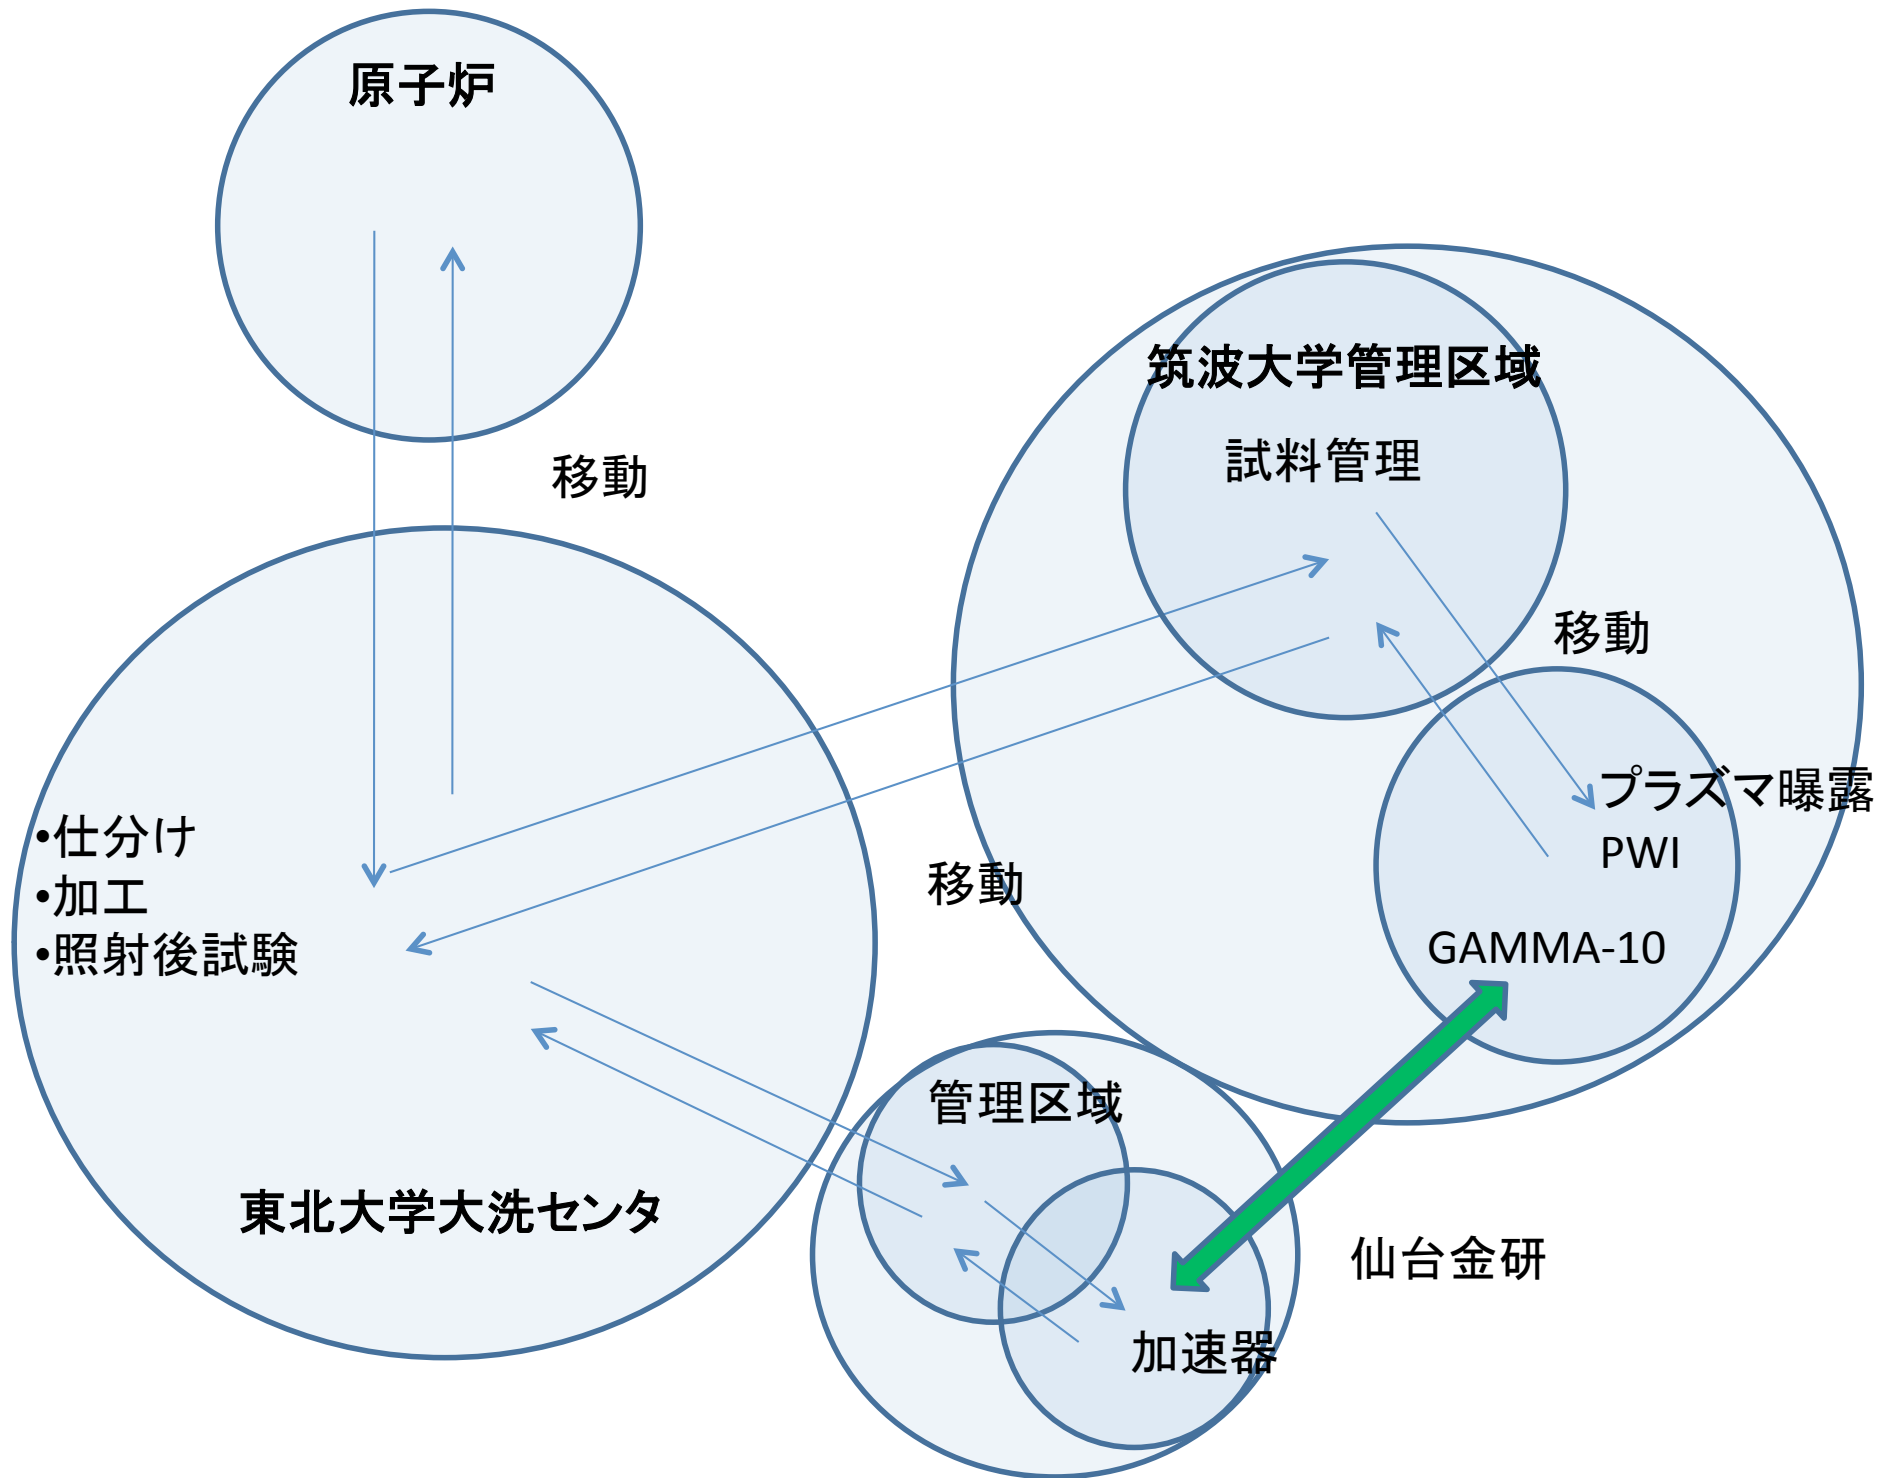 原子炉
筑波大学管理区域
試料管理
移動
移動
プラズマ曝露
PWI
•仕分け
•加工
•照射後試験
移動
GAMMA-10
管理区域
東北大学大洗センタ
仙台金研
加速器